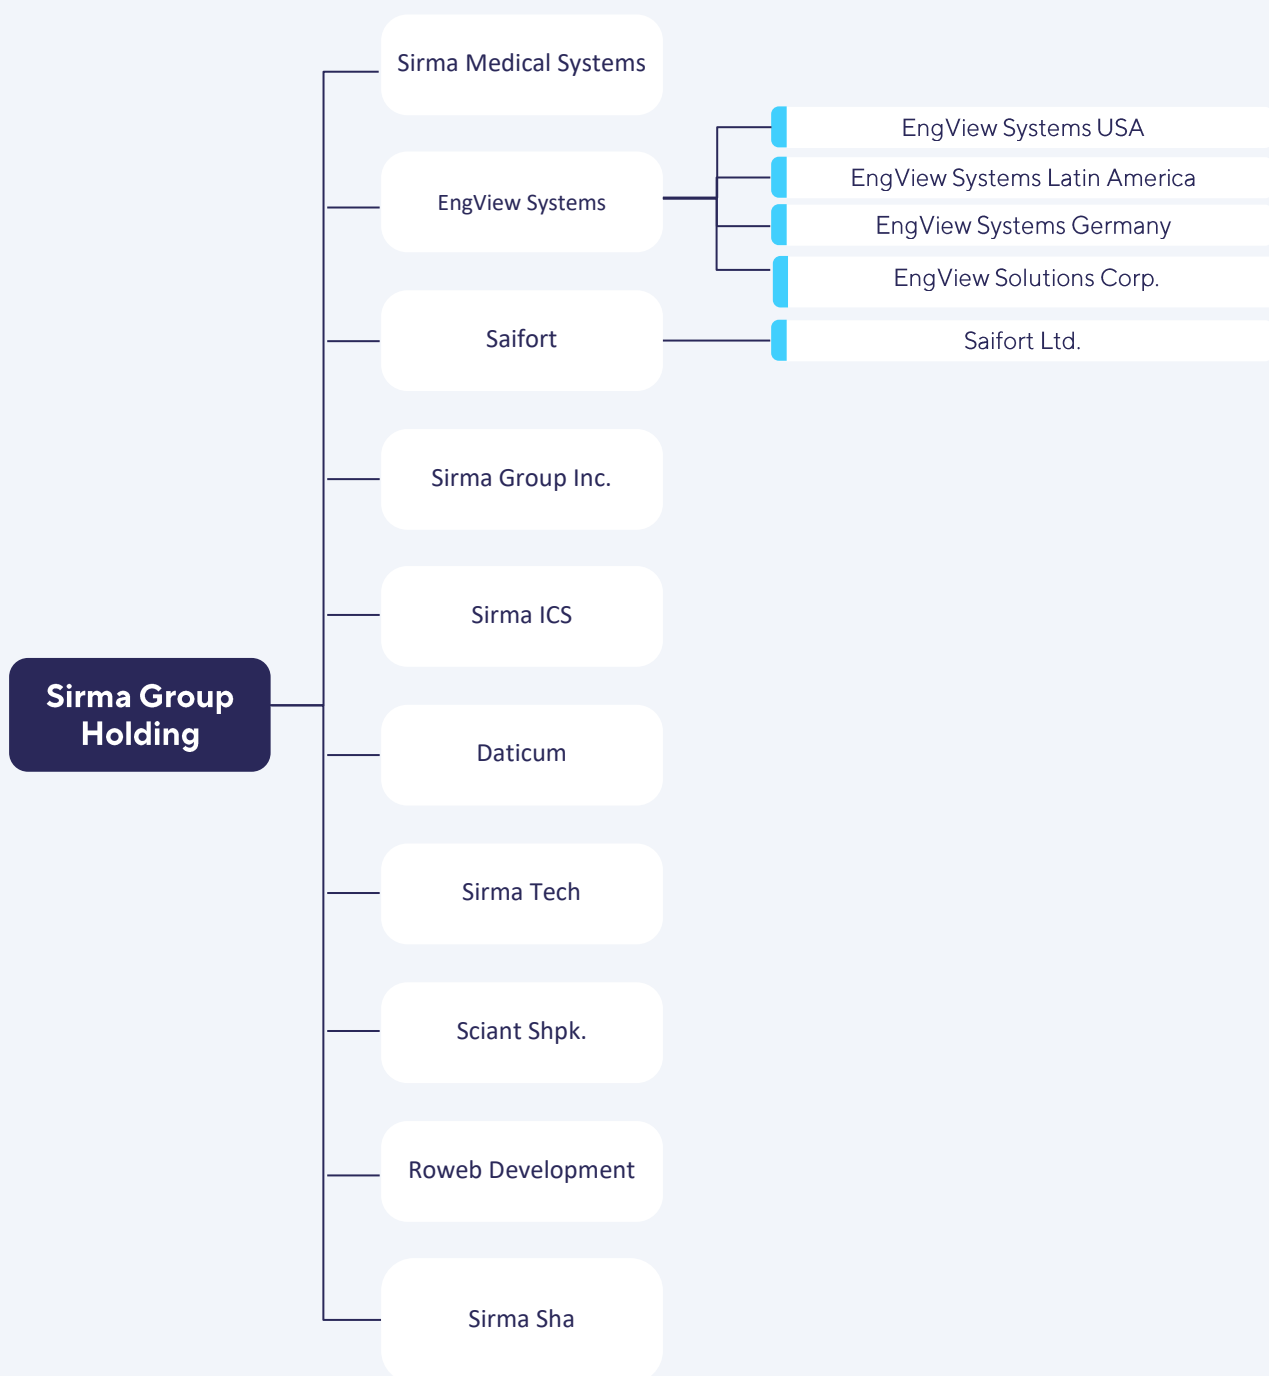 Sirma Medical Systems
EngView Systems USA
EngView Systems Latin America
EngView Systems
EngView Systems Germany
EngView Solutions Corp.
Saifort
Saifort Ltd.
Sirma Group Inc.
Sirma ICS
Sirma Group
Holding
Daticum
Sirma Tech
Sciant Shpk.
Roweb Development
Sirma Sha